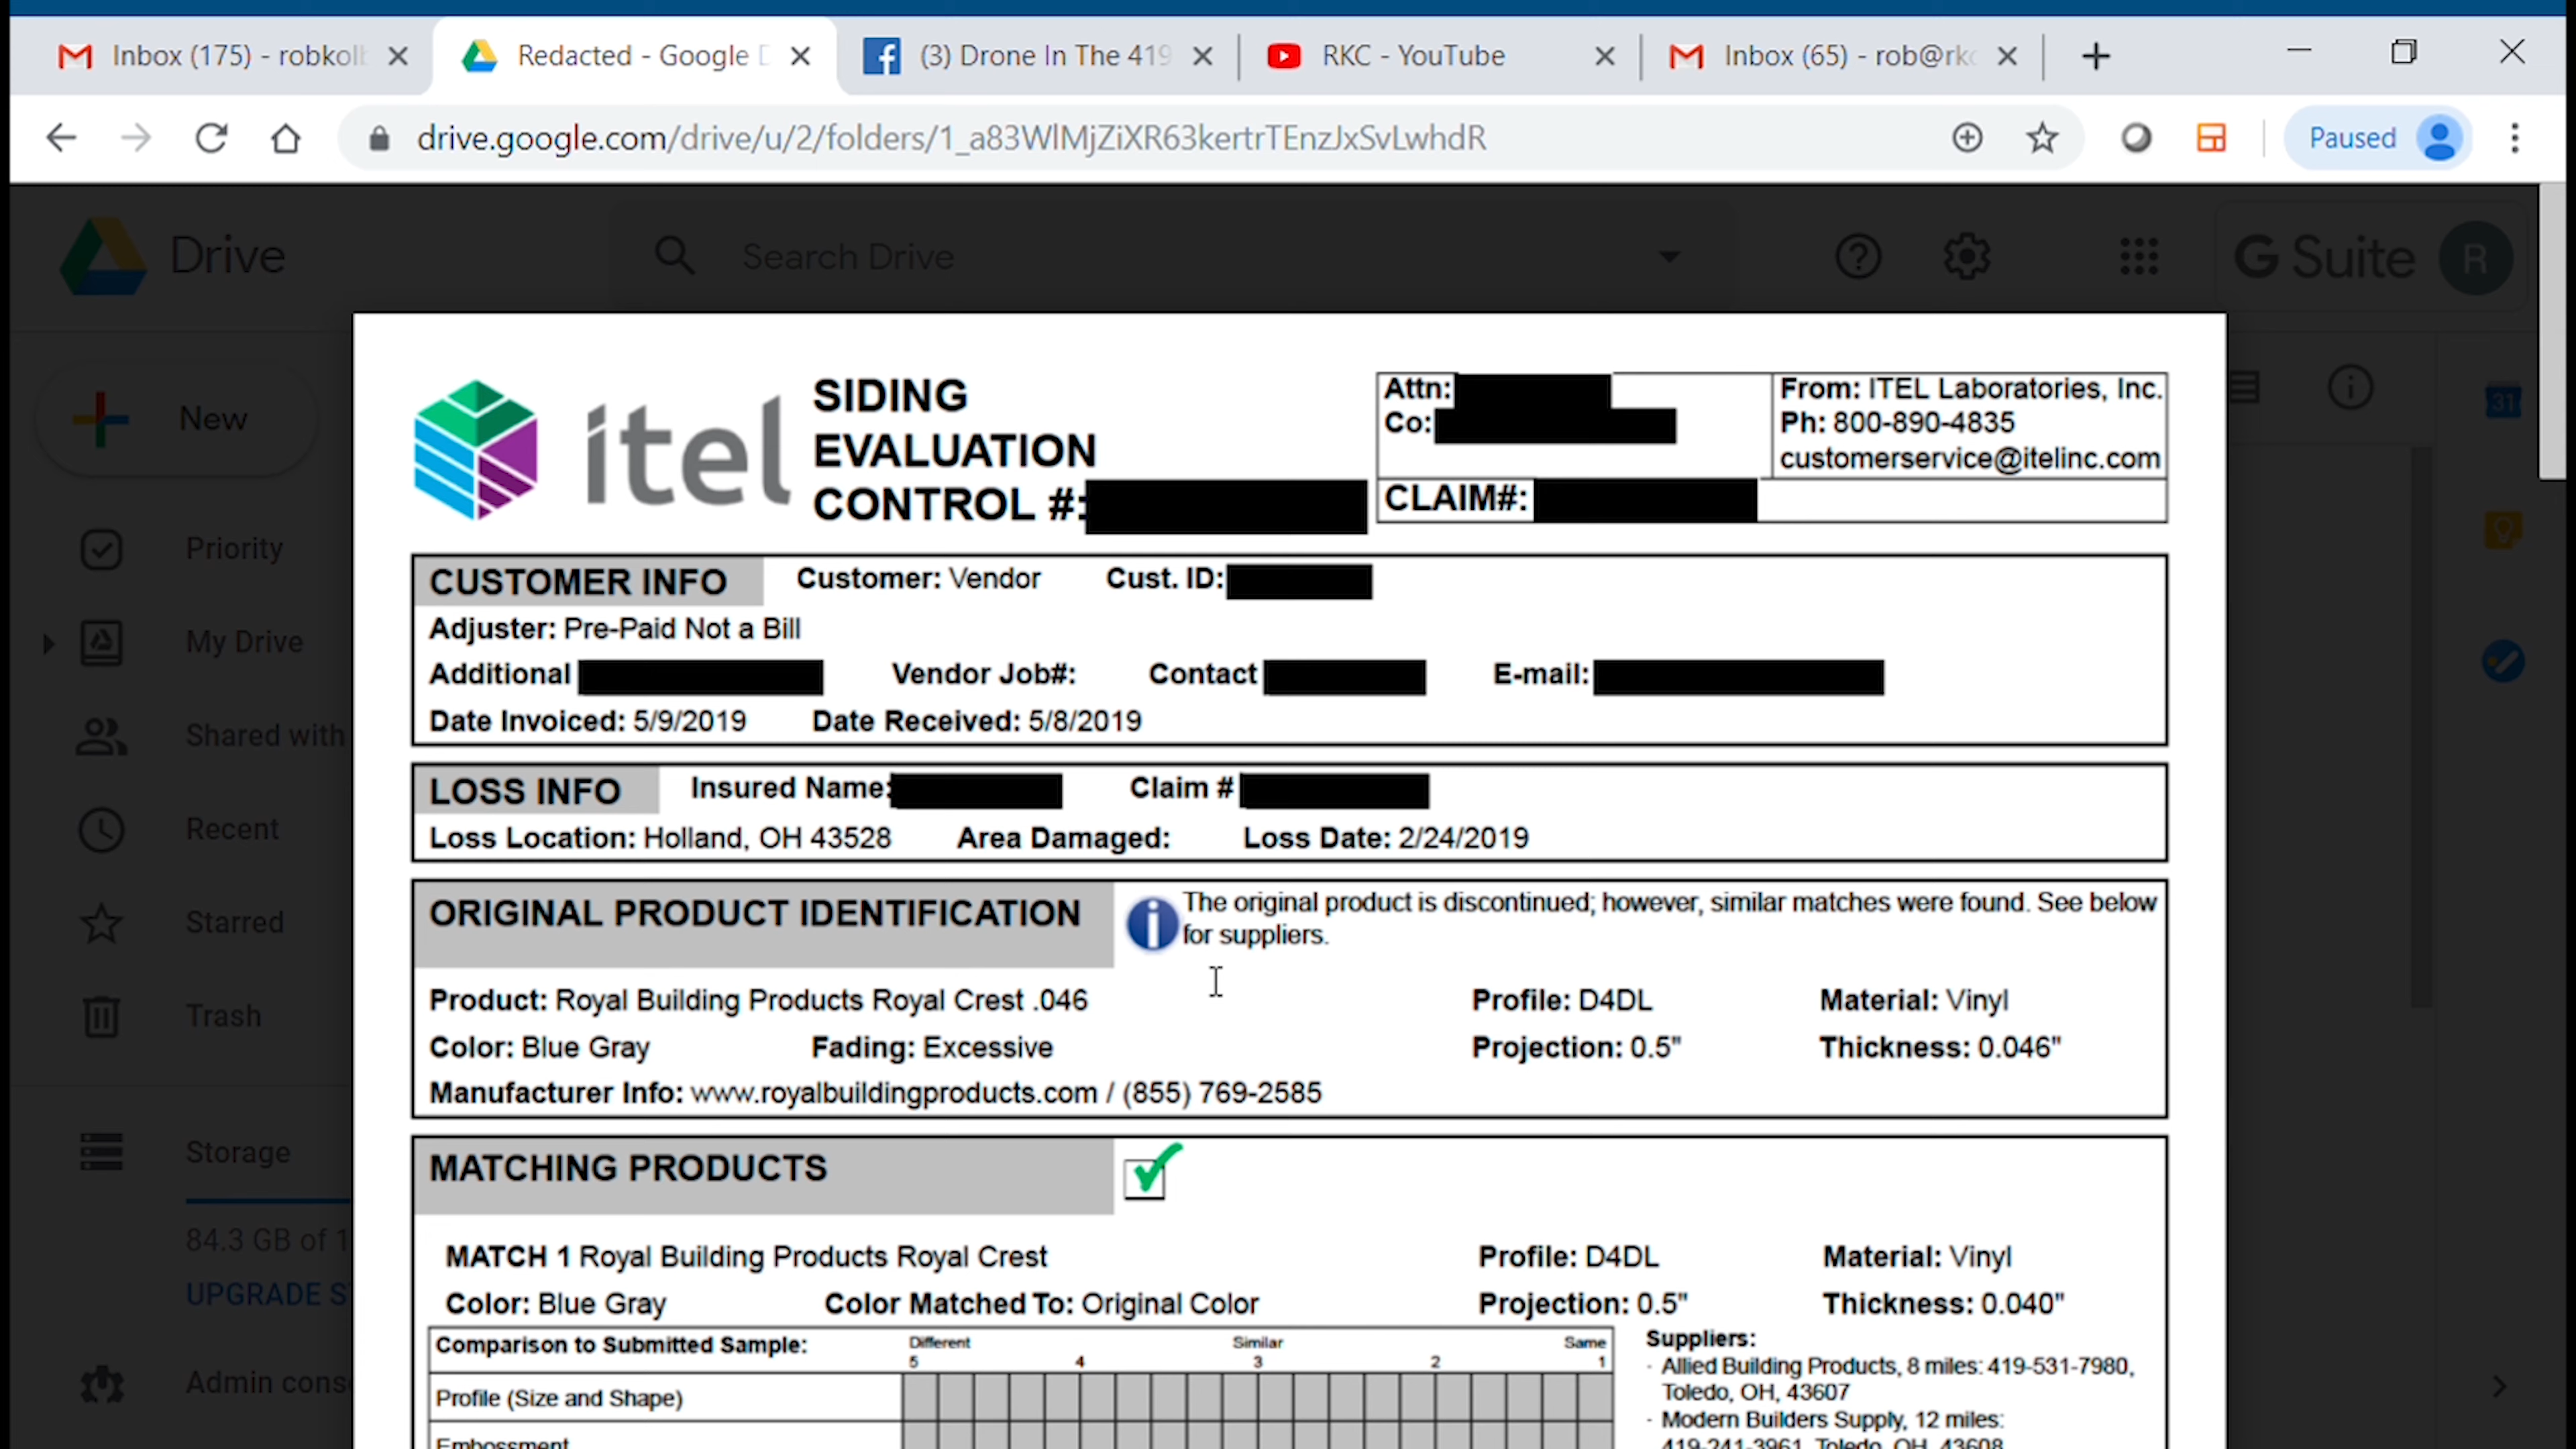 Inbox (175) - robkolb
Redacted - Google D
(3) Drone In The 419
RKC - YouTube
Inbox (65) - rob@rkc
drive.google.com/drive/u/2/folders/1_a83WlMjZiXR63kertrTEnzJxSvLwhdR
Paused
Drive
Search Drive
G Suite
R
New
31
Priority
My Drive
Shared with
Recent
Starred
Trash
Storage
84.3 GB of 1
UPGRADE S
Admin cons
itel
SIDING
EVALUATION
CONTROL #:
Attn:
Co:
From: ITEL Laboratories, Inc.
Ph: 800-890-4835
customerservice@itelinc.com
CLAIM#:
CUSTOMER INFO Customer: Vendor Cust. ID:
Adjuster: Pre-Paid Not a Bill
Additional Vendor Job#: Contact E-mail:
Date Invoiced: 5/9/2019 Date Received: 5/8/2019
LOSS INFO Insured Name: Claim #
Loss Location: Holland, OH 43528 Area Damaged: Loss Date: 2/24/2019
ORIGINAL PRODUCT IDENTIFICATION
The original product is discontinued; however, similar matches were found. See below
for suppliers.
Product: Royal Building Products Royal Crest .046 Profile: D4DL Material: Vinyl
Color: Blue Gray Fading: Excessive Projection: 0.5" Thickness: 0.046"
Manufacturer Info: www.royalbuildingproducts.com / (855) 769-2585
MATCHING PRODUCTS
MATCH 1 Royal Building Products Royal Crest Profile: D4DL Material: Vinyl
Color: Blue Gray Color Matched To: Original Color Projection: 0.5" Thickness: 0.040"
Comparison to Submitted Sample: Different Similar Same
5 4 3 2 1
Profile (Size and Shape)
Embossment
Suppliers:
· Allied Building Products, 8 miles: 419-531-7980,
Toledo, OH, 43607
· Modern Builders Supply, 12 miles:
419-241-3961, Toledo, OH, 43608